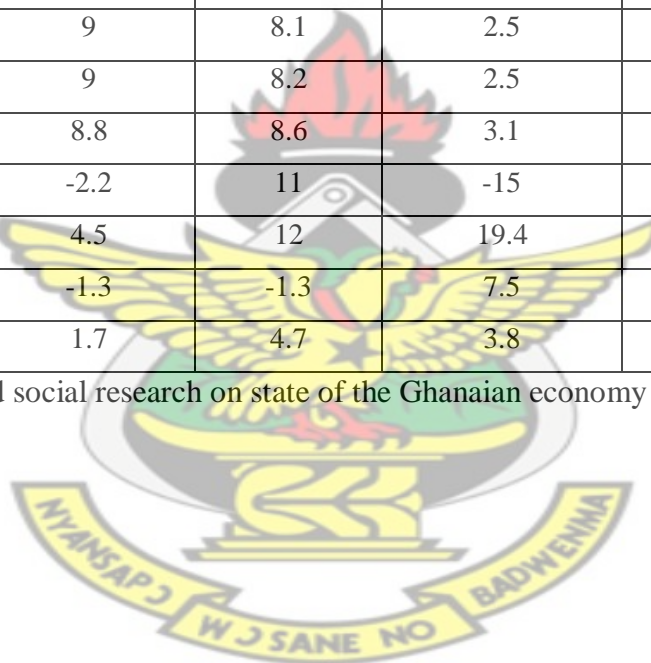 9 8.1 2.5
9 8.2 2.5
8.8 8.6 3.1
-2.2 11 -15
4.5 12 19.4
-1.3 -1.3 7.5
1.7 4.7 3.8
social research on state of the Ghanaian economy
NYANSAPƆ
WƆSANE NO
BADWENMA